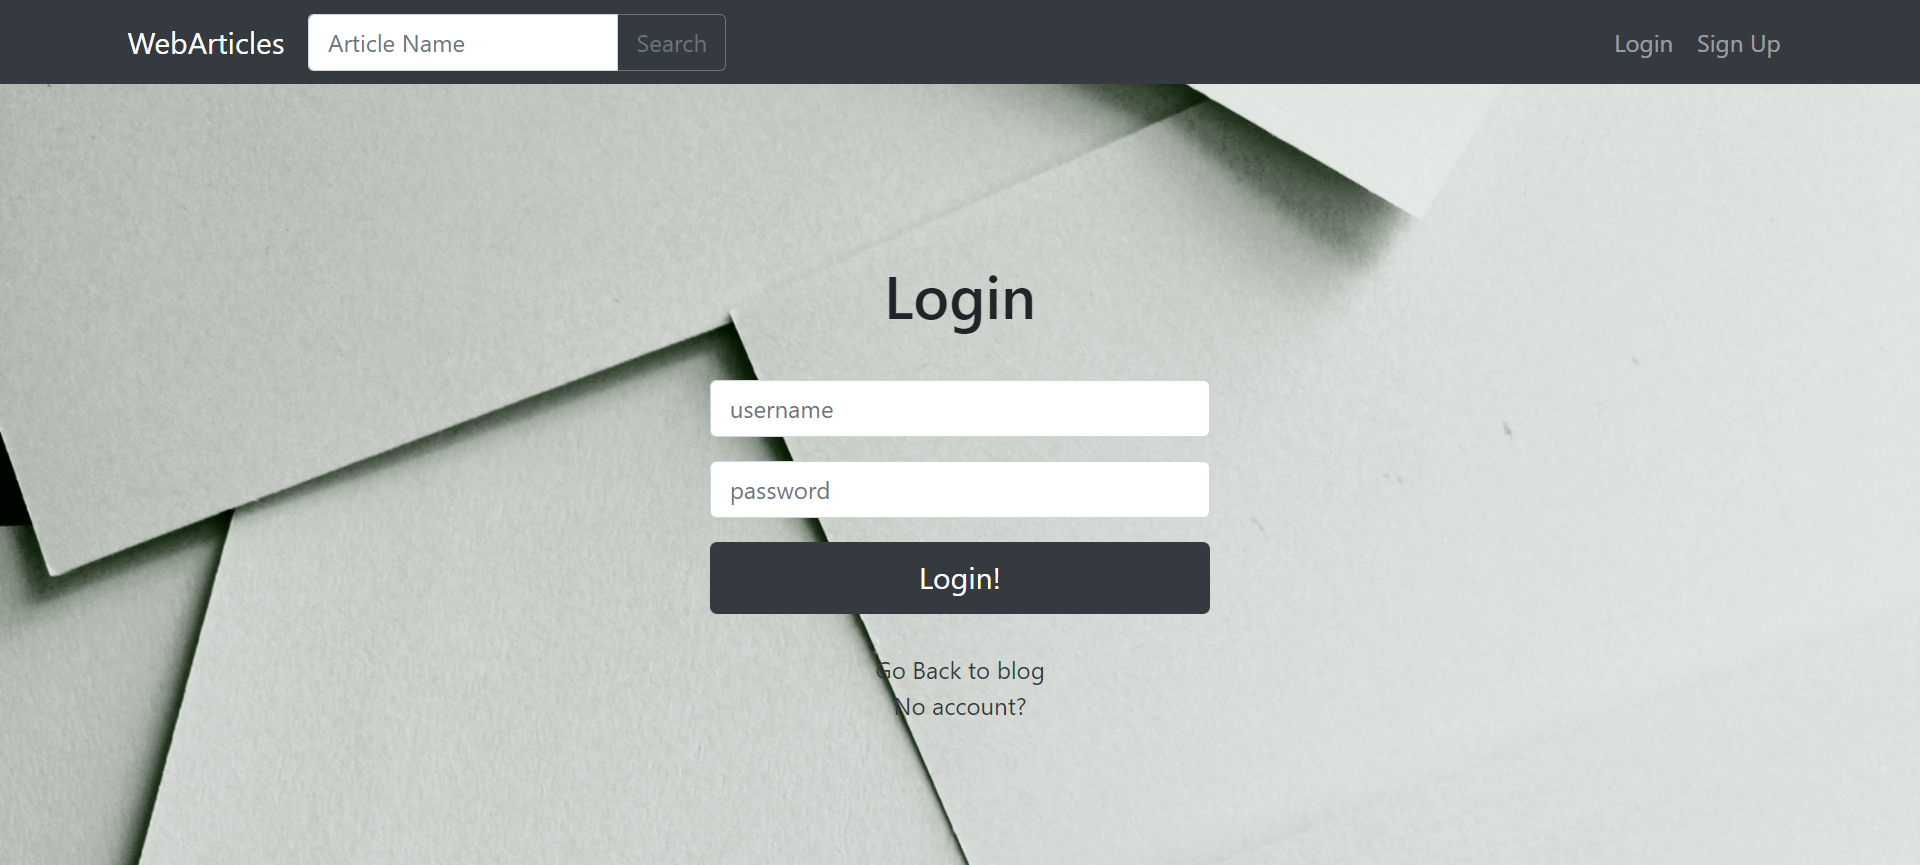 WebArticles Article Name Search Login Sign Up
Login
username
password
Login!
Go Back to blog
No account?